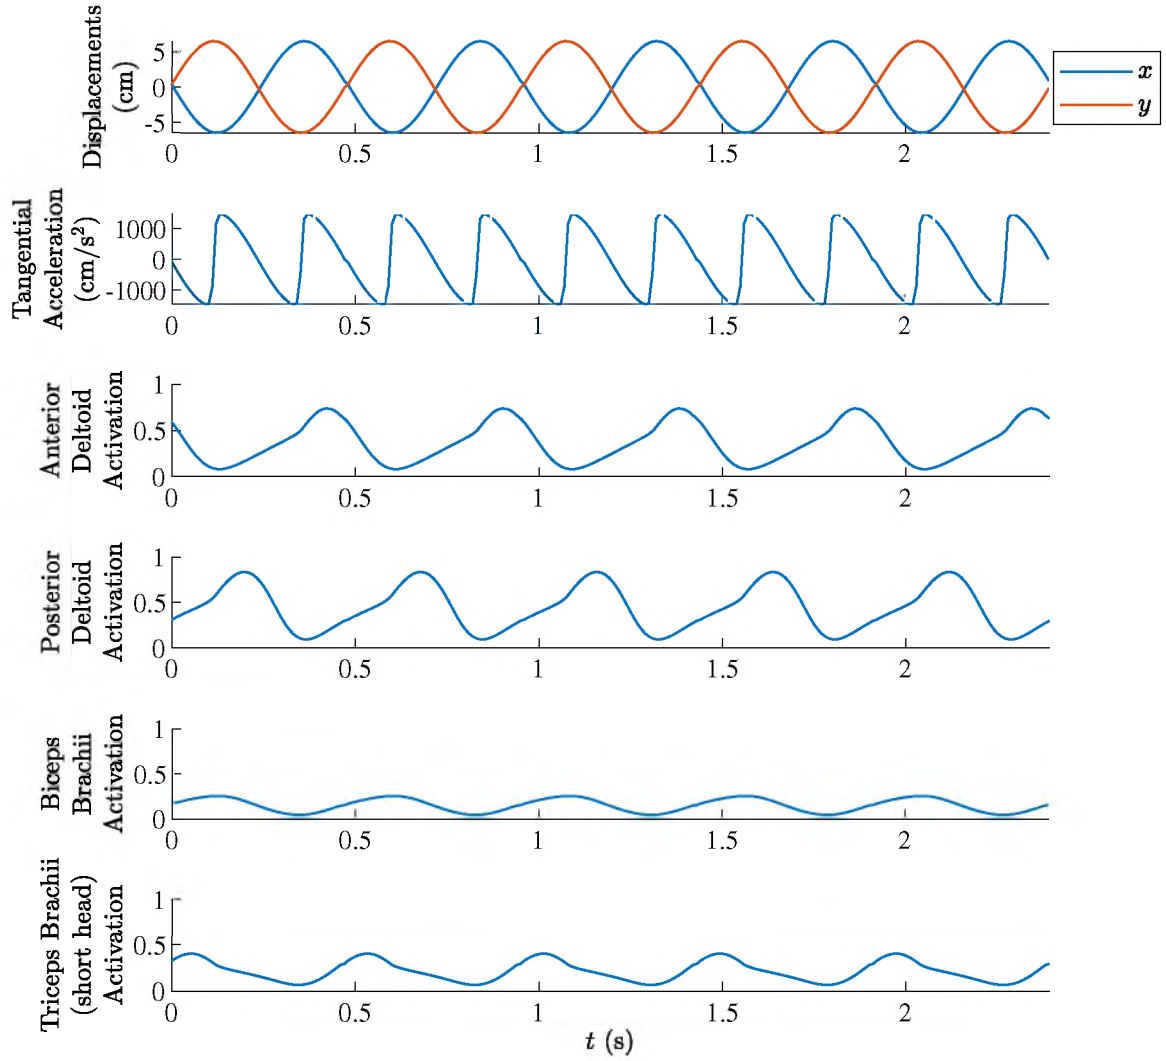 Displacements
(cm)
5
0
-5
0 0.5 1 1.5 2
x
y
Tangential
Acceleration
(cm/s²)
1000
0
-1000
0 0.5 1 1.5 2
Anterior
Deltoid
Activation
1
0.5
0
0 0.5 1 1.5 2
Posterior
Deltoid
Activation
1
0.5
0
0 0.5 1 1.5 2
Biceps
Brachii
Activation
1
0.5
0
0 0.5 1 1.5 2
Triceps Brachii
(short head)
Activation
1
0.5
0
0 0.5 1 1.5 2
t (s)